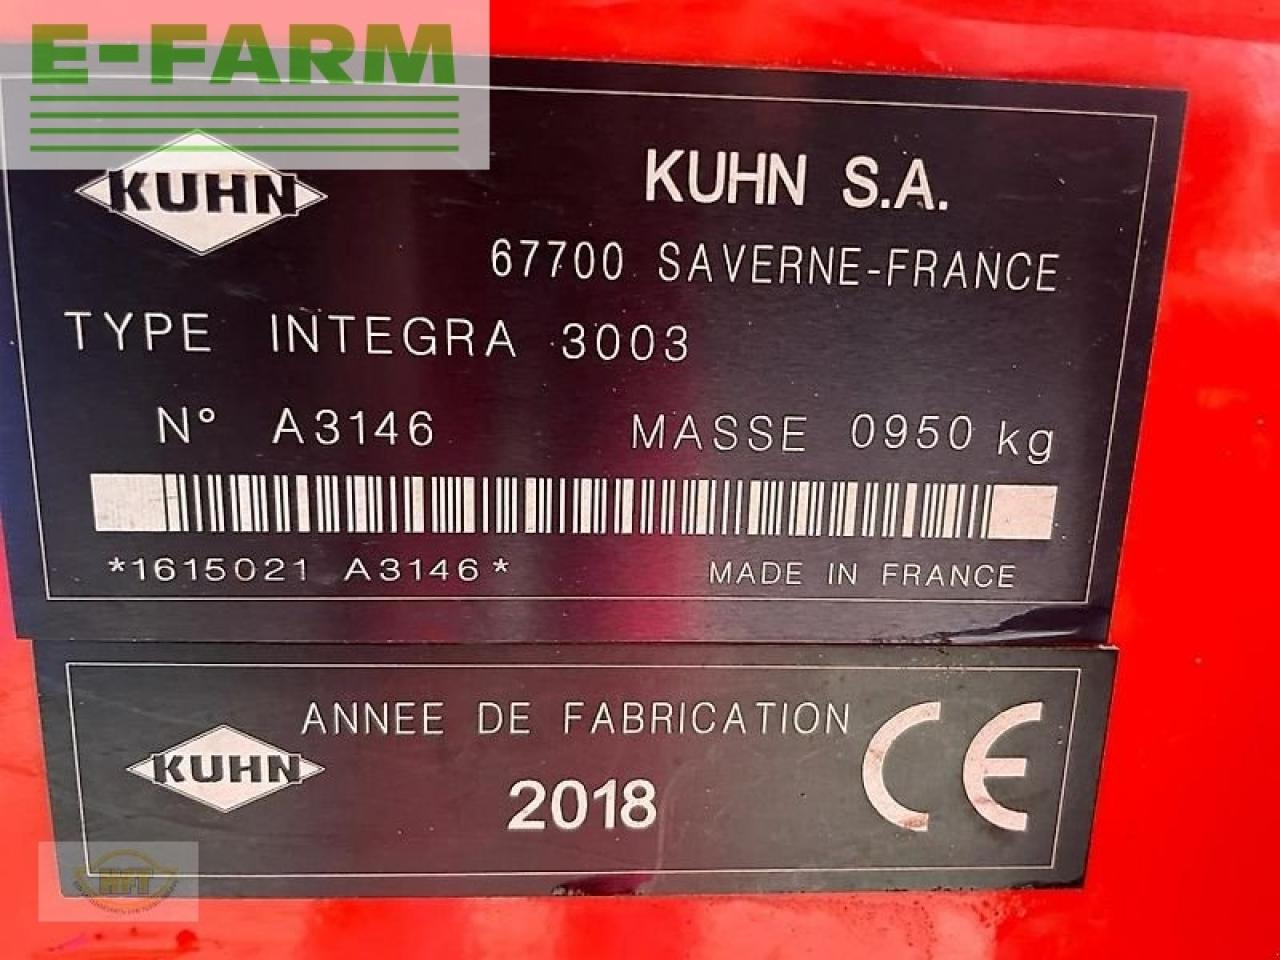 E-FARM
KUHN
KUHN S.A.
67700 SAVERNE-FRANCE
TYPE INTEGRA 3003
N° A3146 MASSE 0950 kg
*1615021 A3146* MADE IN FRANCE
ANNEE DE FABRICATION
KUHN
2018
CE
HFT